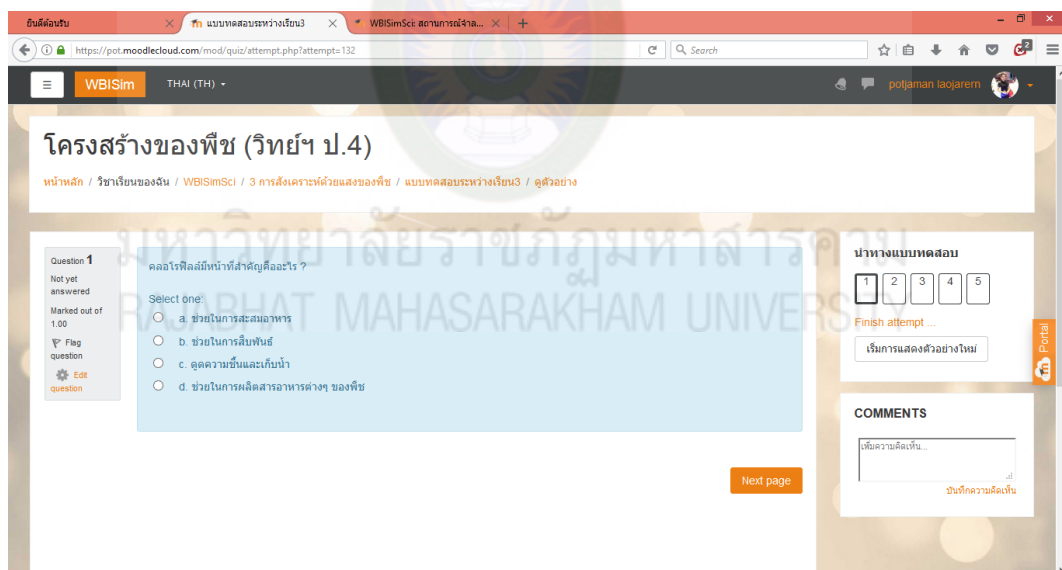 ยินดีต้อนรับ
แบบทดสอบระหว่างเรียน3
WBISimSci: สถานการณ์จำล...
https://pot.moodlecloud.com/mod/quiz/attempt.php?attempt=132
Search
2
WBISim
THAI (TH)
potjaman laojarern
โครงสร้างของพืช (วิทย์ฯ ป.4)
หน้าหลัก / วิชาเรียนของฉัน / WBISimSci / 3 การสังเคราะห์ด้วยแสงของพืช / แบบทดสอบระหว่างเรียน3 / ดูตัวอย่าง
มหาวิทยาลัยราชภัฏมหาสารคาม
RAJABHAT MAHASARAKHAM UNIVERSITY
Question 1
Not yet
answered
Marked out of
1.00
Flag
question
Edit
question
คลอโรฟิลล์มีหน้าที่สำคัญคืออะไร ?
Select one:
a. ช่วยในการสะสมอาหาร
b. ช่วยในการสืบพันธ์
c. ดูดความชื้นและเก็บน้ำ
d. ช่วยในการผลิตสารอาหารต่างๆ ของพืช
Next page
นำทางแบบทดสอบ
1 2 3 4 5
Finish attempt ...
เริ่มการแสดงตัวอย่างใหม่
Portal
COMMENTS
เพิ่มความคิดเห็น...
บันทึกความคิดเห็น